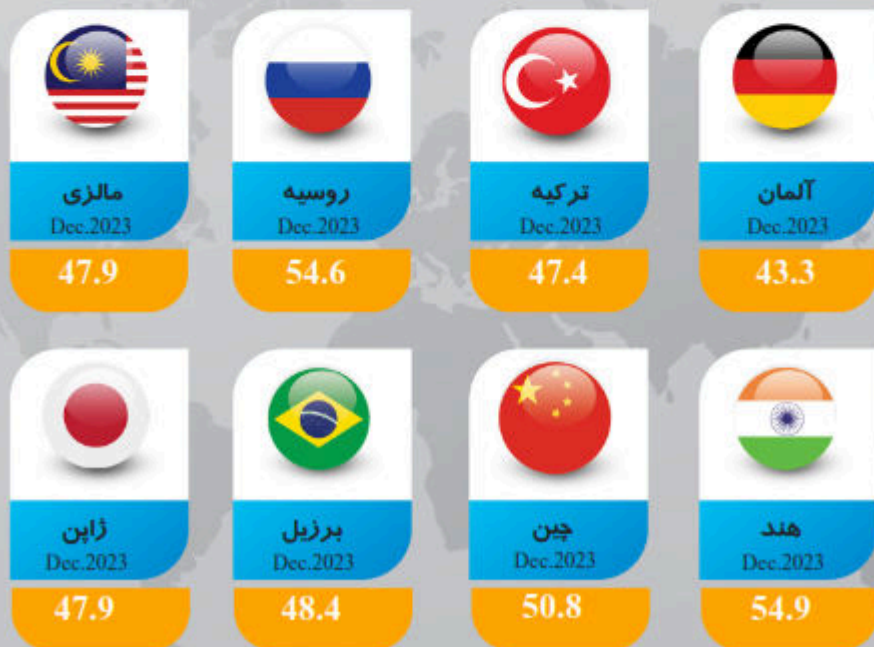 آلمان
Dec.2023
43.3
ترکیه
Dec.2023
47.4
روسیه
Dec.2023
54.6
مالزی
Dec.2023
47.9
هند
Dec.2023
54.9
چین
Dec.2023
50.8
برزیل
Dec.2023
48.4
ژاپن
Dec.2023
47.9